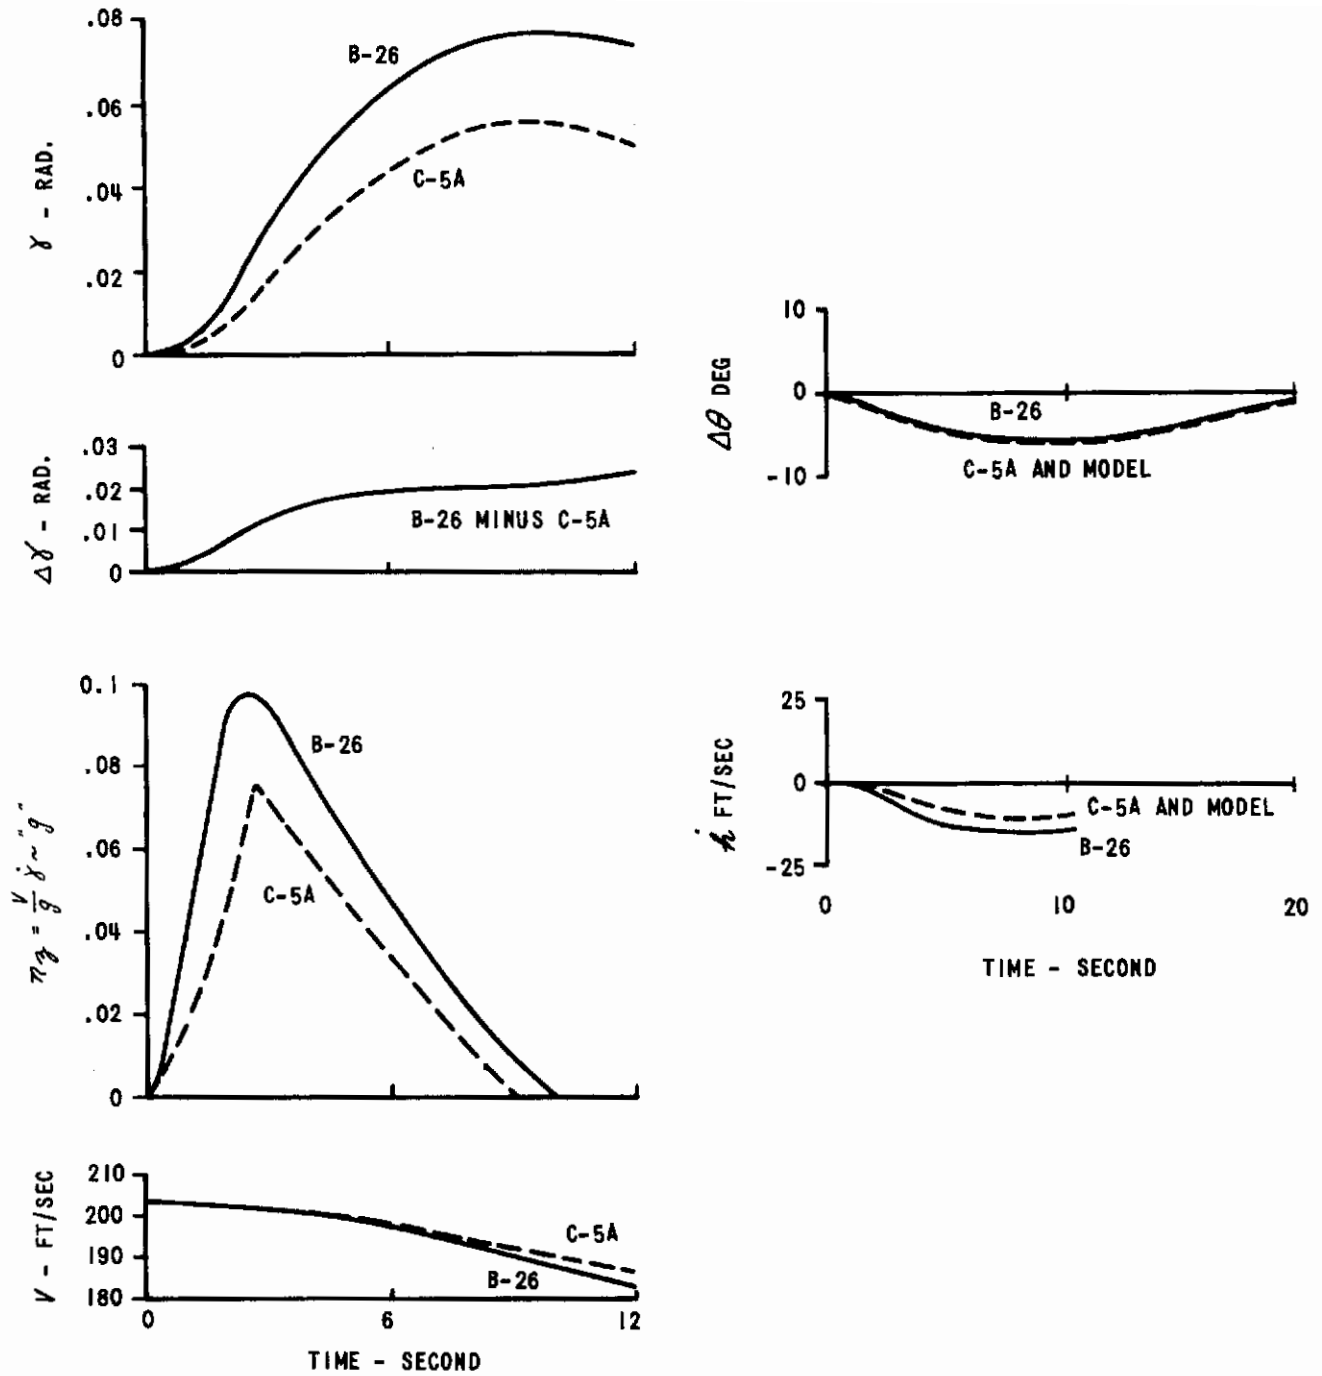 .08
.06
.04
.02
0
γ - RAD.
B-26
C-5A
.03
.02
.01
0
Δγ - RAD.
B-26 MINUS C-5A
0.1
.08
.06
.04
.02
0
n_z = V/g γ̇ ~ "g"
B-26
C-5A
210
200
190
180
V - FT/SEC
C-5A
B-26
0 6 12
TIME - SECOND
10
0
-10
Δθ DEG
B-26
C-5A AND MODEL
25
0
-25
ḣ FT/SEC
C-5A AND MODEL
B-26
0 10 20
TIME - SECOND